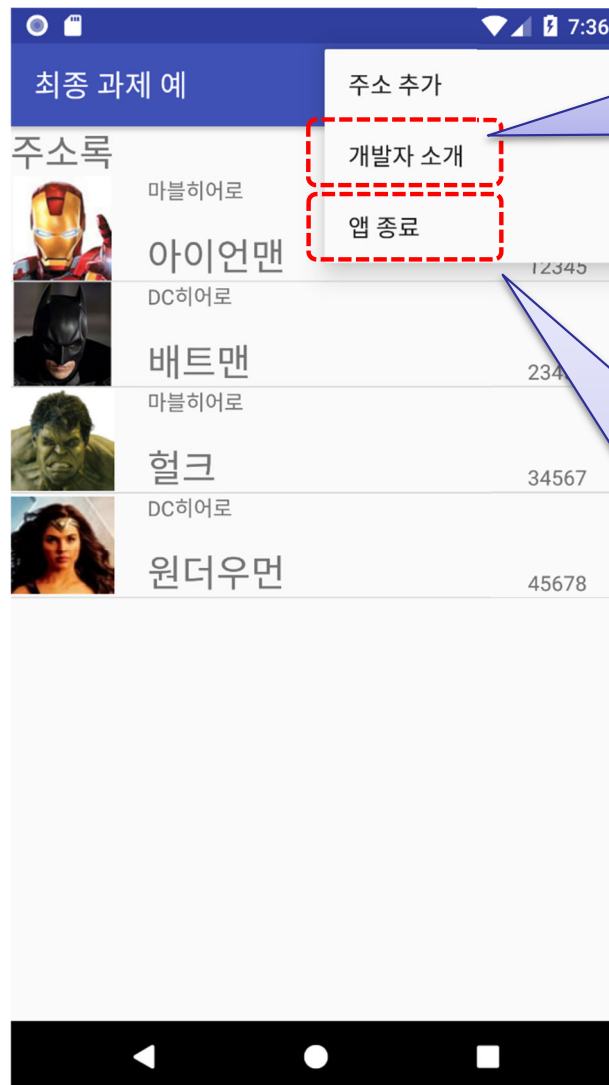 7:36
최종 과제 예
주소 추가
개발자 소개
앱 종료
주소록
마블히어로
아이언맨
12345
DC히어로
배트맨
234
마블히어로
헐크
34567
DC히어로
원더우먼
45678